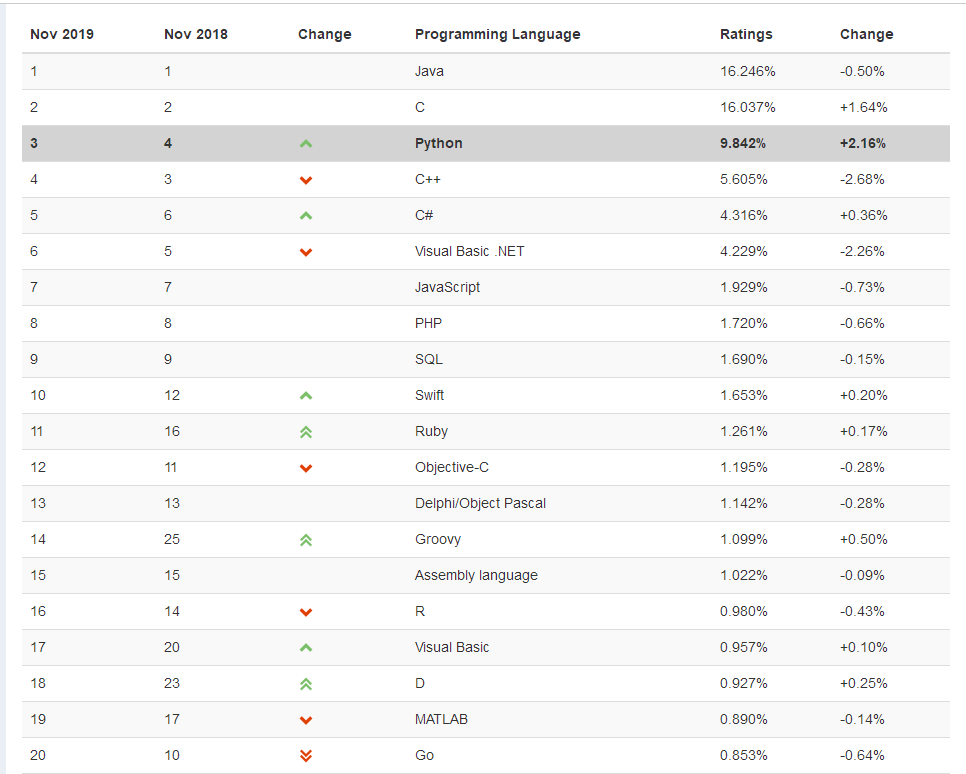 Nov 2019 Nov 2018 Change Programming Language Ratings Change
1 1 Java 16.246% -0.50%
2 2 C 16.037% +1.64%
3 4 Python 9.842% +2.16%
4 3 C++ 5.605% -2.68%
5 6 C# 4.316% +0.36%
6 5 Visual Basic .NET 4.229% -2.26%
7 7 JavaScript 1.929% -0.73%
8 8 PHP 1.720% -0.66%
9 9 SQL 1.690% -0.15%
10 12 Swift 1.653% +0.20%
11 16 Ruby 1.261% +0.17%
12 11 Objective-C 1.195% -0.28%
13 13 Delphi/Object Pascal 1.142% -0.28%
14 25 Groovy 1.099% +0.50%
15 15 Assembly language 1.022% -0.09%
16 14 R 0.980% -0.43%
17 20 Visual Basic 0.957% +0.10%
18 23 D 0.927% +0.25%
19 17 MATLAB 0.890% -0.14%
20 10 Go 0.853% -0.64%